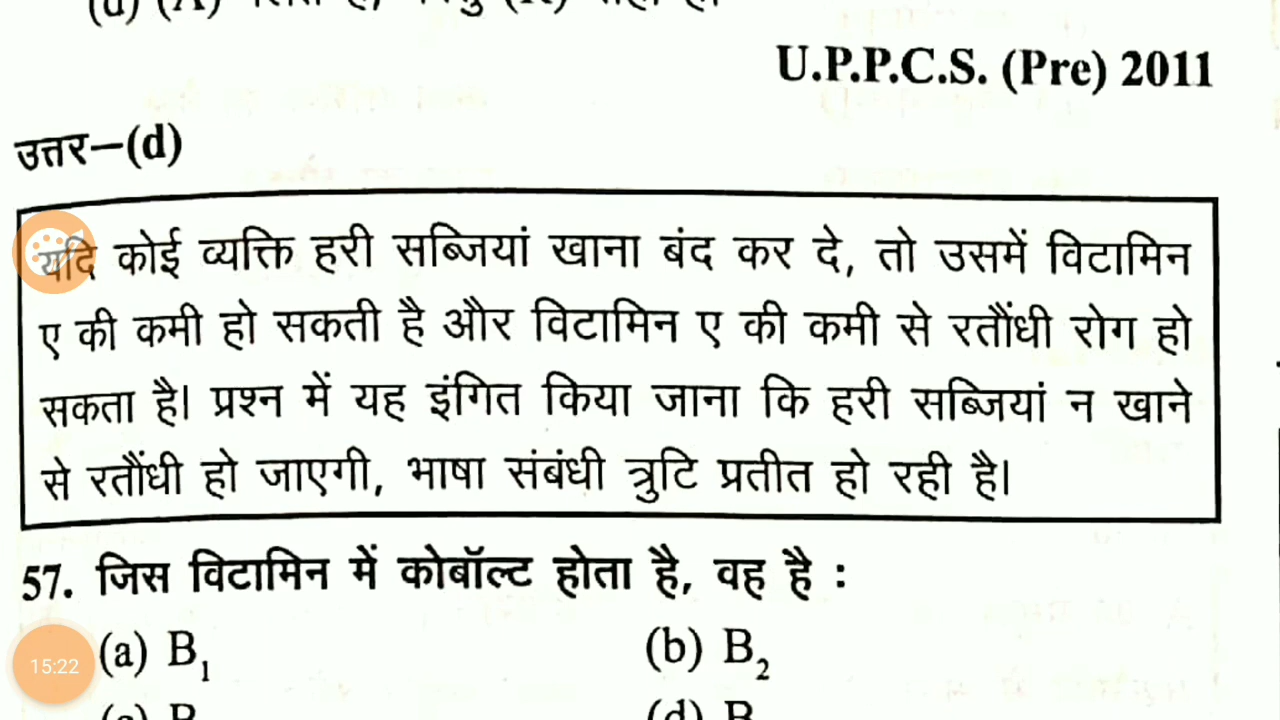 (d) (A)
U.P.P.C.S. (Pre) 2011
उत्तर–(d)
यदि कोई व्यक्ति हरी सब्जियां खाना बंद कर दे, तो उसमें विटामिन
ए की कमी हो सकती है और विटामिन ए की कमी से रतौंधी रोग हो
सकता है। प्रश्न में यह इंगित किया जाना कि हरी सब्जियां न खाने
से रतौंधी हो जाएगी, भाषा संबंधी त्रुटि प्रतीत हो रही है।
57. जिस विटामिन में कोबॉल्ट होता है, वह है :
15:22
(a) B₁
(b) B₂
(c) B
(d) B